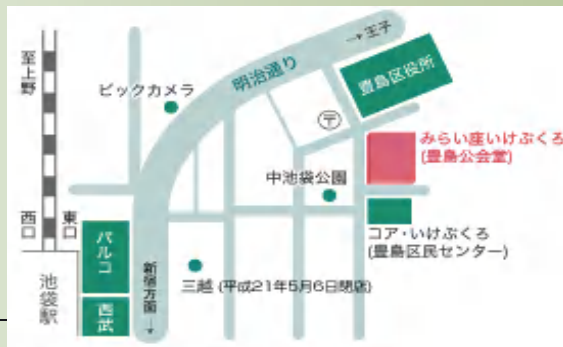 至上野
→王子
明治通り
豊島区役所
ビックカメラ
〒
みらい座いけぶくろ
(豊島公会堂)
中池袋公園
西口
東口
パルコ
コア・いけぶくろ
(豊島区民センター)
新宿方面→
三越 (平成21年5月6日閉店)
池袋駅
西武